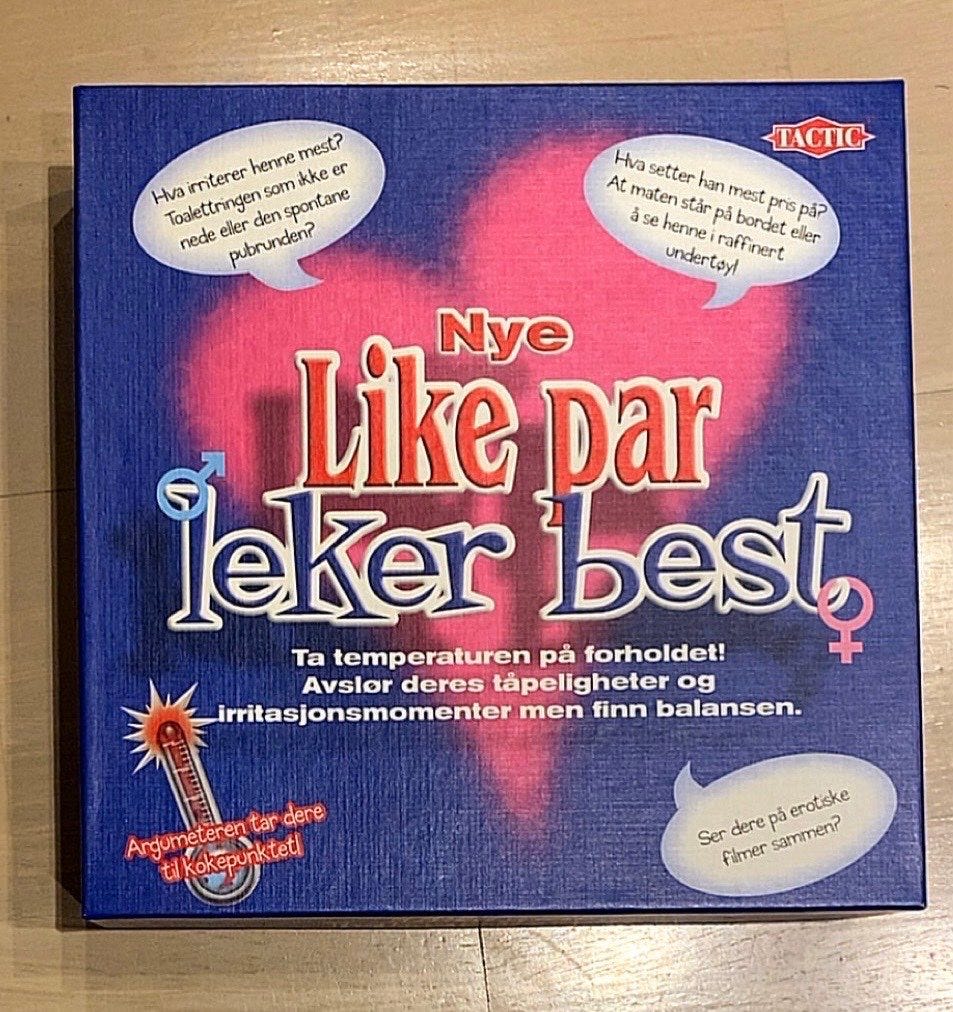 TACTIC
Hva irriterer henne mest?
Toalettringen som ikke er
nede eller den spontane
pubrunden?
Hva setter han mest pris på?
At maten står på bordet eller
å se henne i raffinert
undertøy!
Nye
Like par
leker best
Ta temperaturen på forholdet!
Avslør deres tåpeligheter og
irritasjonsmomenter men finn balansen.
Argumeteren tar dere
til kokepunktet!
Ser dere på erotiske
filmer sammen?